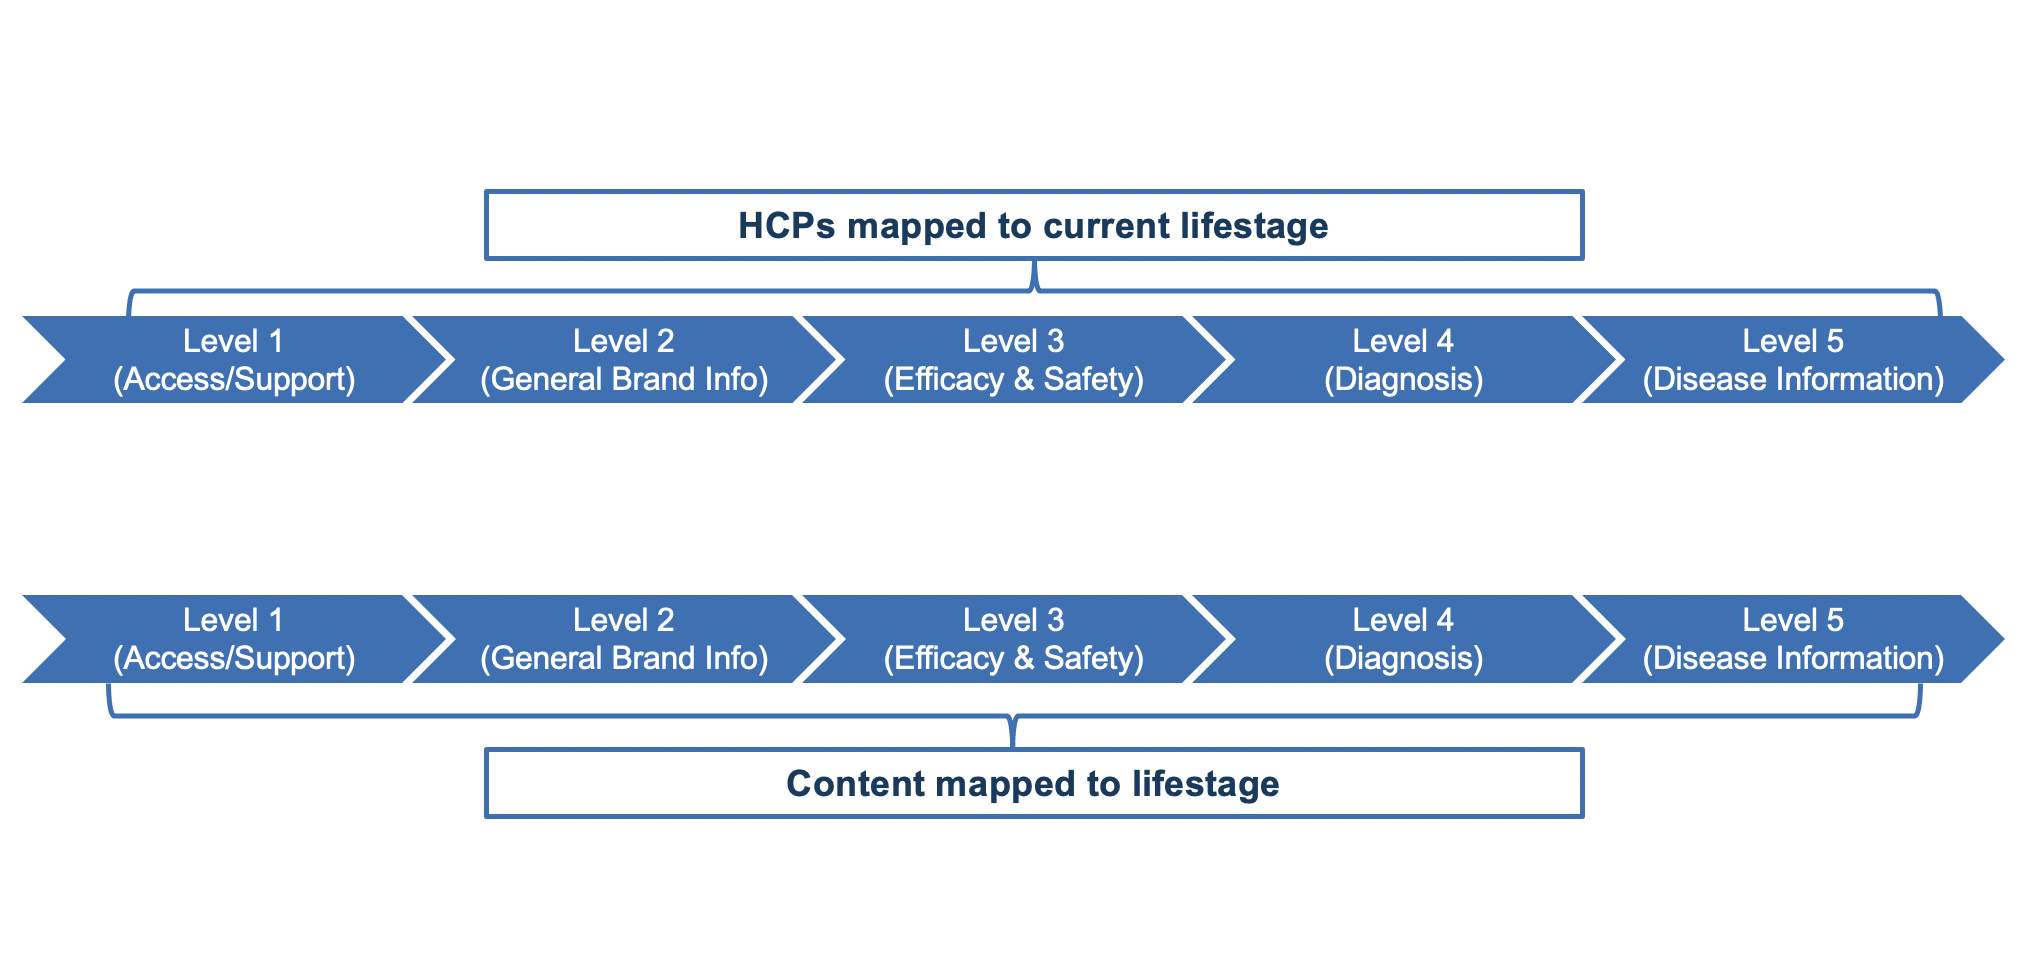 HCPs mapped to current lifestage
Level 1
(Access/Support)
Level 2
(General Brand Info)
Level 3
(Efficacy & Safety)
Level 4
(Diagnosis)
Level 5
(Disease Information)
Level 1
(Access/Support)
Level 2
(General Brand Info)
Level 3
(Efficacy & Safety)
Level 4
(Diagnosis)
Level 5
(Disease Information)
Content mapped to lifestage